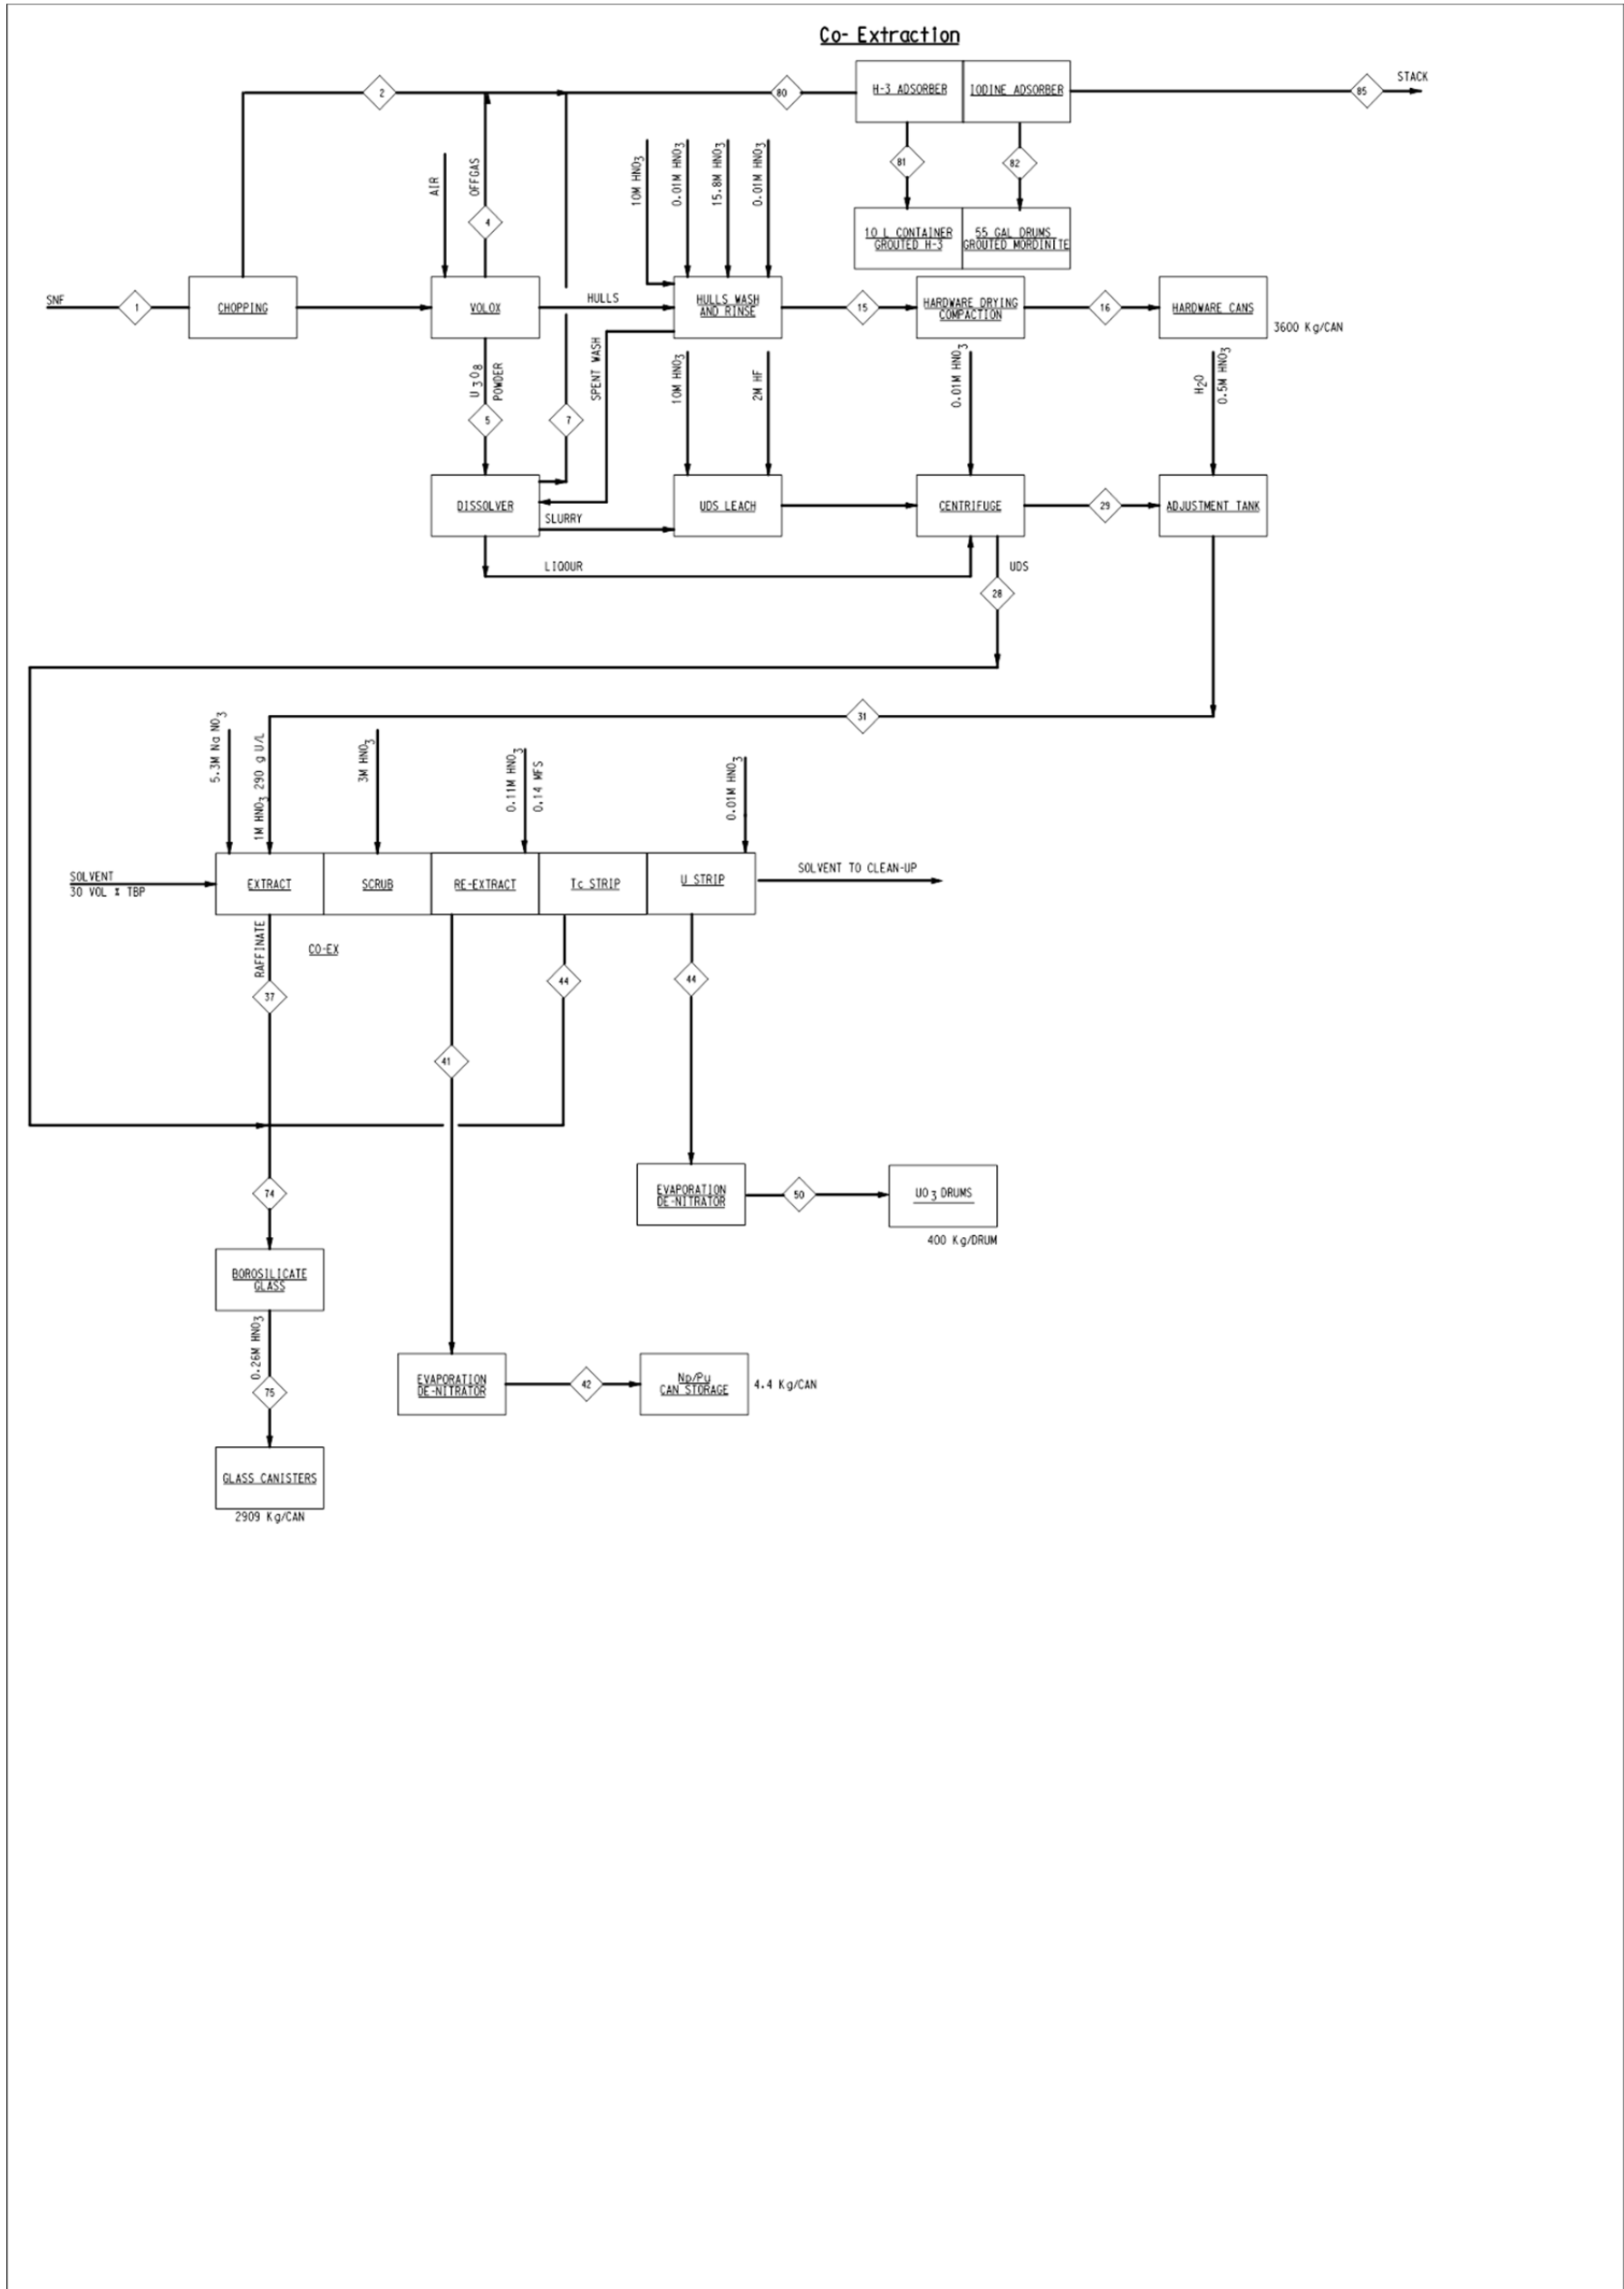 Co- Extraction
2
80
H-3 ADSORBER
IODINE ADSORBER
85
STACK
81
82
AIR
OFFGAS
4
10M HNO3
0.01M HNO3
15.8M HNO3
0.01M HNO3
10 L CONTAINER
GROUTED H-3
55 GAL DRUMS
GROUTED MORDINITE
SNF
1
CHOPPING
VOLOX
HULLS
HULLS WASH
AND RINSE
15
HARDWARE DRYING
COMPACTION
16
HARDWARE CANS
3600 Kg/CAN
U3O8
POWDER
5
7
SPENT WASH
10M HNO3
2M HF
0.01M HNO3
H2O
0.5M HNO3
DISSOLVER
SLURRY
UDS LEACH
CENTRIFUGE
29
ADJUSTMENT TANK
LIQOUR
UDS
28
31
5.3M Na NO3
1M HNO3 290 g U/L
3M HNO3
0.11M HNO3
0.14 MFS
0.01M HNO3
SOLVENT
30 VOL % TBP
EXTRACT
SCRUB
RE-EXTRACT
Tc STRIP
U STRIP
SOLVENT TO CLEAN-UP
RAFFINATE
CO-EX
37
44
44
41
74
EVAPORATION
DE-NITRATOR
50
UO3 DRUMS
400 Kg/DRUM
BOROSILICATE
GLASS
0.26M HNO3
75
EVAPORATION
DE-NITRATOR
42
Np/Pu
CAN STORAGE
4.4 Kg/CAN
GLASS CANISTERS
2909 Kg/CAN